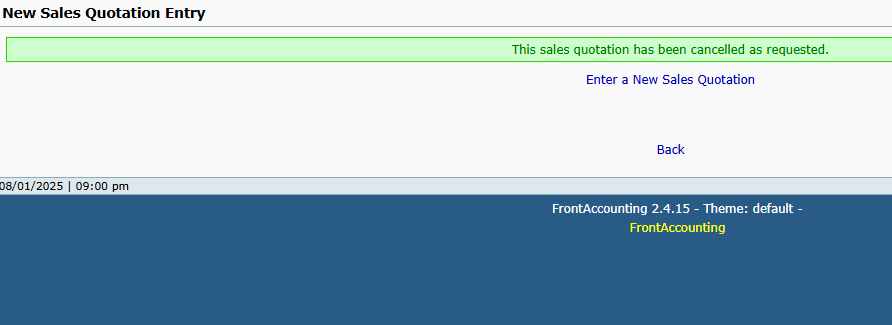 New Sales Quotation Entry
This sales quotation has been cancelled as requested.
Enter a New Sales Quotation
Back
08/01/2025 | 09:00 pm
FrontAccounting 2.4.15 - Theme: default -
FrontAccounting